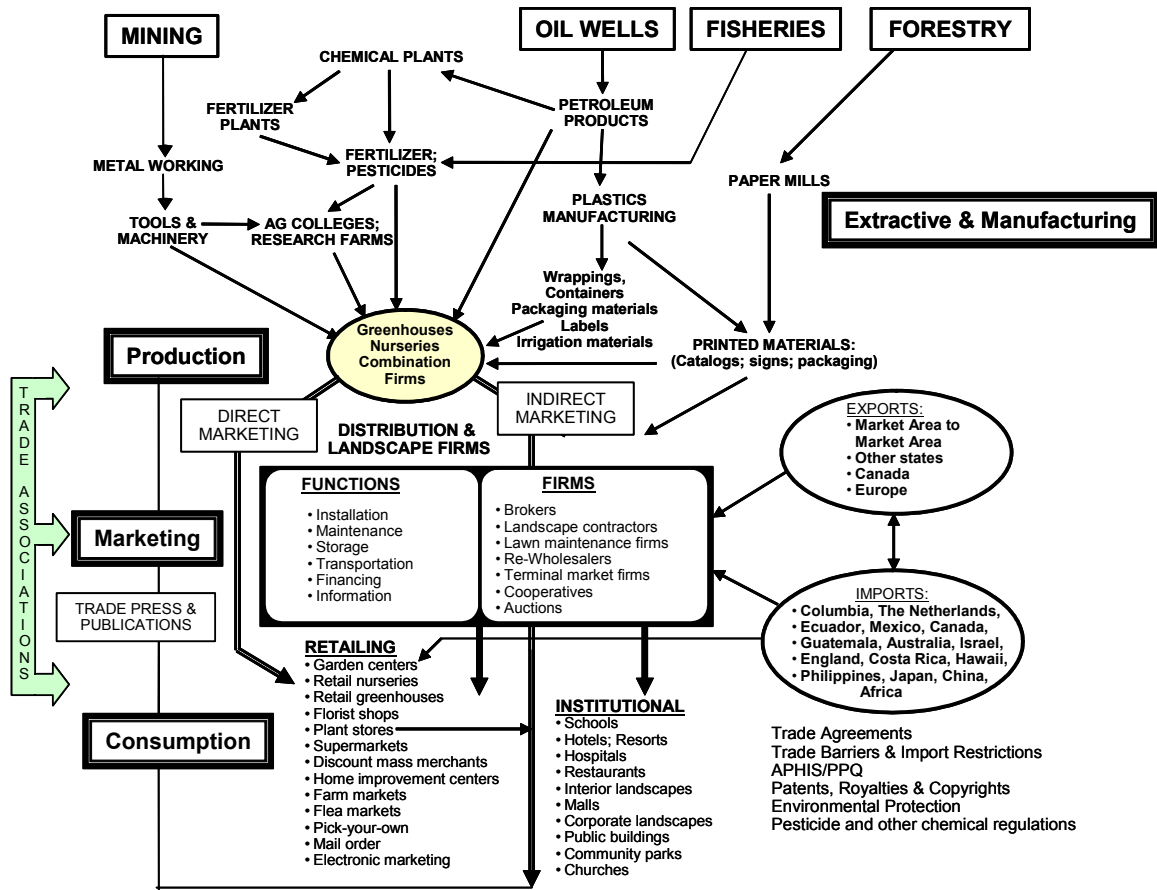 MINING
OIL WELLS
FISHERIES
FORESTRY
CHEMICAL PLANTS
FERTILIZER
PLANTS
PETROLEUM
PRODUCTS
METAL WORKING
FERTILIZER;
PESTICIDES
PAPER MILLS
PLASTICS
MANUFACTURING
Extractive & Manufacturing
TOOLS &
MACHINERY
AG COLLEGES;
RESEARCH FARMS
Wrappings,
Containers
Packaging materials
Labels
Irrigation materials
Greenhouses
Nurseries
Combination
Firms
PRINTED MATERIALS:
(Catalogs; signs; packaging)
Production
TRADE ASSOCIATIONS
DIRECT
MARKETING
INDIRECT
MARKETING
DISTRIBUTION &
LANDSCAPE FIRMS
EXPORTS:
• Market Area to
Market Area
• Other states
• Canada
• Europe
FUNCTIONS
• Installation
• Maintenance
• Storage
• Transportation
• Financing
• Information
FIRMS
• Brokers
• Landscape contractors
• Lawn maintenance firms
• Re-Wholesalers
• Terminal market firms
• Cooperatives
• Auctions
Marketing
TRADE PRESS &
PUBLICATIONS
IMPORTS:
• Columbia, The Netherlands,
• Ecuador, Mexico, Canada,
• Guatemala, Australia, Israel,
• England, Costa Rica, Hawaii,
• Philippines, Japan, China,
Africa
RETAILING
• Garden centers
• Retail nurseries
• Retail greenhouses
• Florist shops
• Plant stores
• Supermarkets
• Discount mass merchants
• Home improvement centers
• Farm markets
• Flea markets
• Pick-your-own
• Mail order
• Electronic marketing
Consumption
INSTITUTIONAL
• Schools
• Hotels; Resorts
• Hospitals
• Restaurants
• Interior landscapes
• Malls
• Corporate landscapes
• Public buildings
• Community parks
• Churches
Trade Agreements
Trade Barriers & Import Restrictions
APHIS/PPQ
Patents, Royalties & Copyrights
Environmental Protection
Pesticide and other chemical regulations